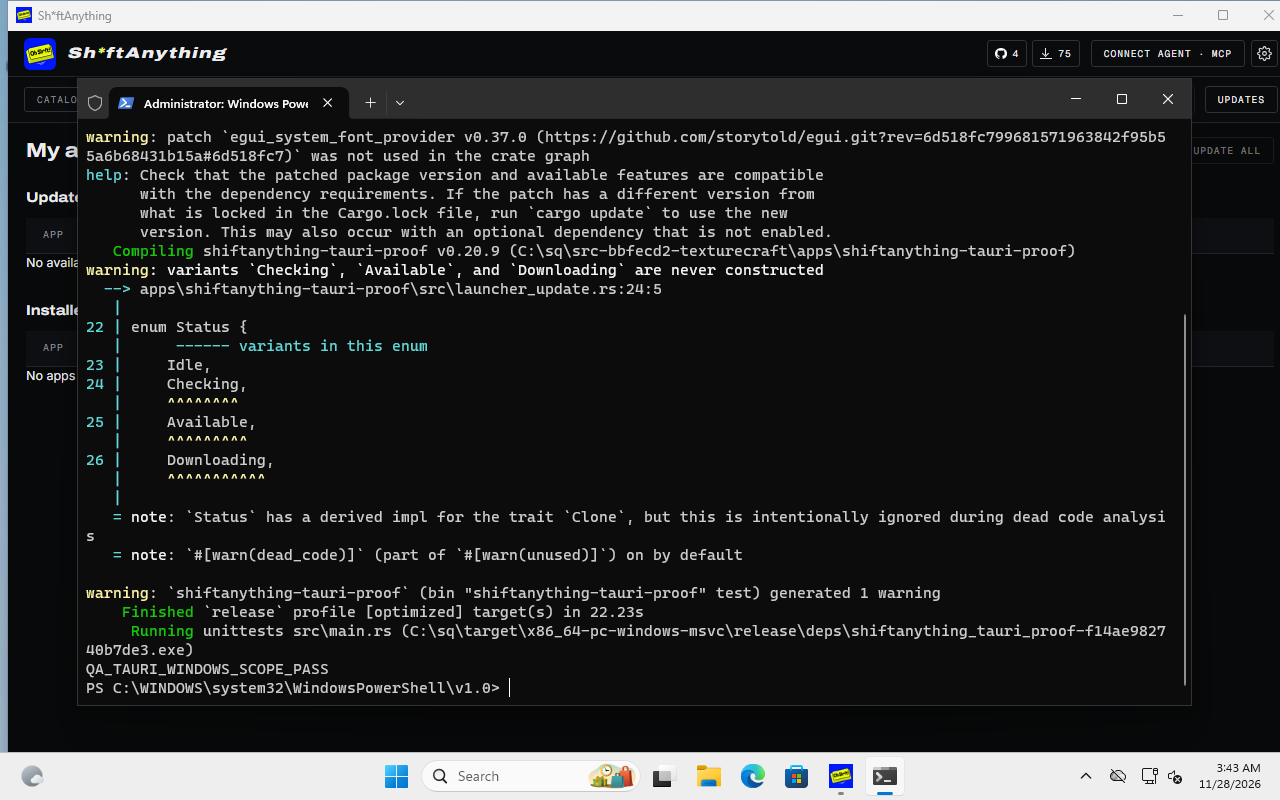 Sh*ftAnything
Oh Sh*ft!
Sh*ftAnything
4
75
CONNECT AGENT · MCP
CATALO
Administrator: Windows Powe
UPDATES
My a
UPDATE ALL
Update
APP
No availa
Installe
APP
No apps
warning: patch `egui_system_font_provider v0.37.0 (https://github.com/storytold/egui.git?rev=6d518fc799681571963842f95b5
5a6b68431b15a#6d518fc7)` was not used in the crate graph
help: Check that the patched package version and available features are compatible
with the dependency requirements. If the patch has a different version from
what is locked in the Cargo.lock file, run `cargo update` to use the new
version. This may also occur with an optional dependency that is not enabled.
Compiling shiftanything-tauri-proof v0.20.9 (C:\sq\src-bbfecd2-texturecraft\apps\shiftanything-tauri-proof)
warning: variants `Checking`, `Available`, and `Downloading` are never constructed
--> apps\shiftanything-tauri-proof\src\launcher_update.rs:24:5
|
22 | enum Status {
| ------ variants in this enum
23 | Idle,
24 | Checking,
| ^^^^^^^^
25 | Available,
| ^^^^^^^^^
26 | Downloading,
| ^^^^^^^^^^^
|
= note: `Status` has a derived impl for the trait `Clone`, but this is intentionally ignored during dead code analysi
s
= note: `#[warn(dead_code)]` (part of `#[warn(unused)]`) on by default
warning: `shiftanything-tauri-proof` (bin "shiftanything-tauri-proof" test) generated 1 warning
Finished `release` profile [optimized] target(s) in 22.23s
Running unittests src\main.rs (C:\sq\target\x86_64-pc-windows-msvc\release\deps\shiftanything_tauri_proof-f14ae9827
40b7de3.exe)
QA_TAURI_WINDOWS_SCOPE_PASS
PS C:\WINDOWS\system32\WindowsPowerShell\v1.0>
Search
3:43 AM
11/28/2026